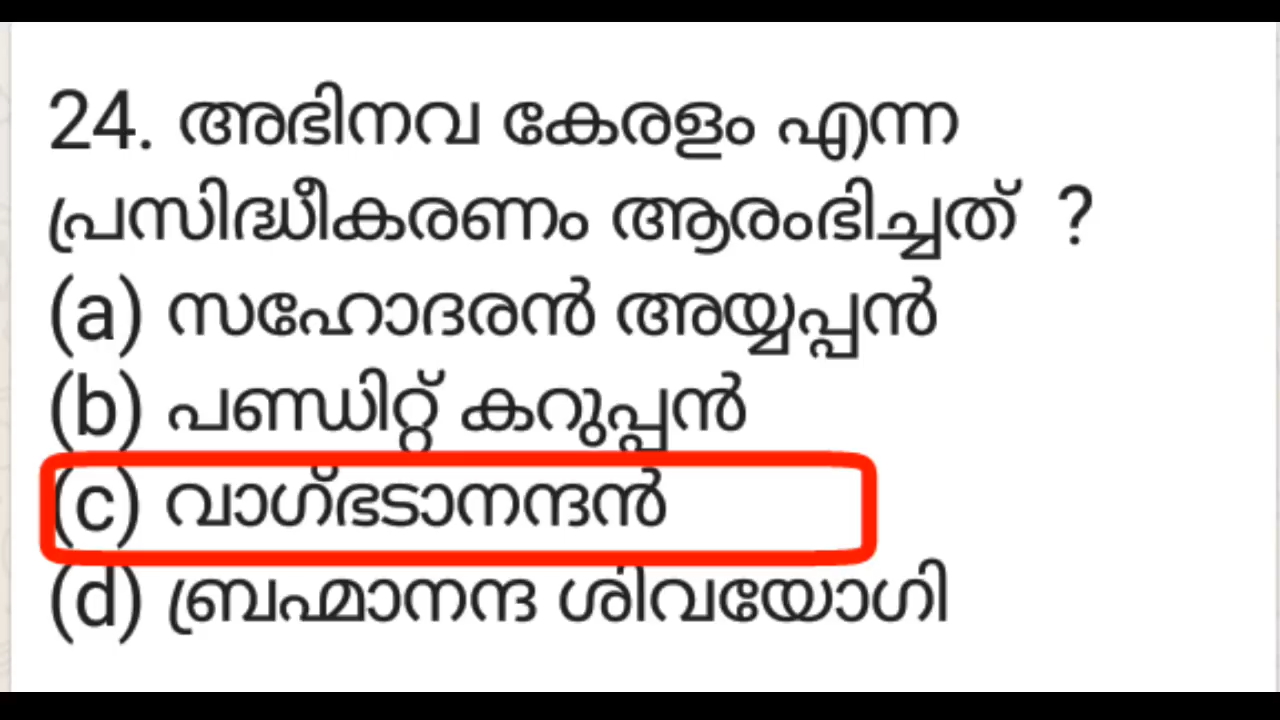 24. അഭിനവ കേരളം എന്ന
പ്രസിദ്ധീകരണം ആരംഭിച്ചത് ?
(a) സഹോദരൻ അയ്യപ്പൻ
(b) പണ്ഡിറ്റ് കറുപ്പൻ
(c) വാഗ്ഭടാനന്ദൻ
(d) ബ്രഹ്മാനന്ദ ശിവയോഗി